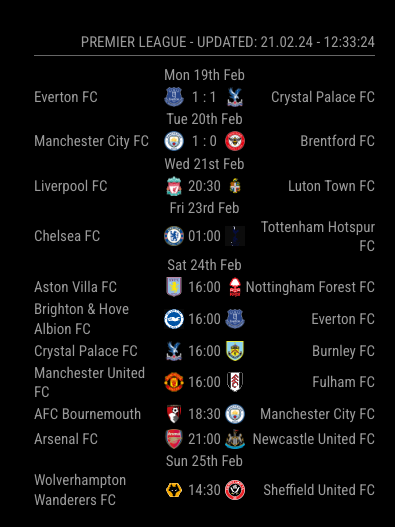 PREMIER LEAGUE - UPDATED: 21.02.24 - 12:33:24
Mon 19th Feb
Everton FC 1 : 1 Crystal Palace FC
Tue 20th Feb
Manchester City FC 1 : 0 Brentford FC
Wed 21st Feb
Liverpool FC 20:30 Luton Town FC
Fri 23rd Feb
Chelsea FC 01:00 Tottenham Hotspur
FC
Sat 24th Feb
Aston Villa FC 16:00 Nottingham Forest FC
Brighton & Hove
Albion FC 16:00 Everton FC
Crystal Palace FC 16:00 Burnley FC
Manchester United
FC 16:00 Fulham FC
AFC Bournemouth 18:30 Manchester City FC
Arsenal FC 21:00 Newcastle United FC
Sun 25th Feb
Wolverhampton
Wanderers FC 14:30 Sheffield United FC